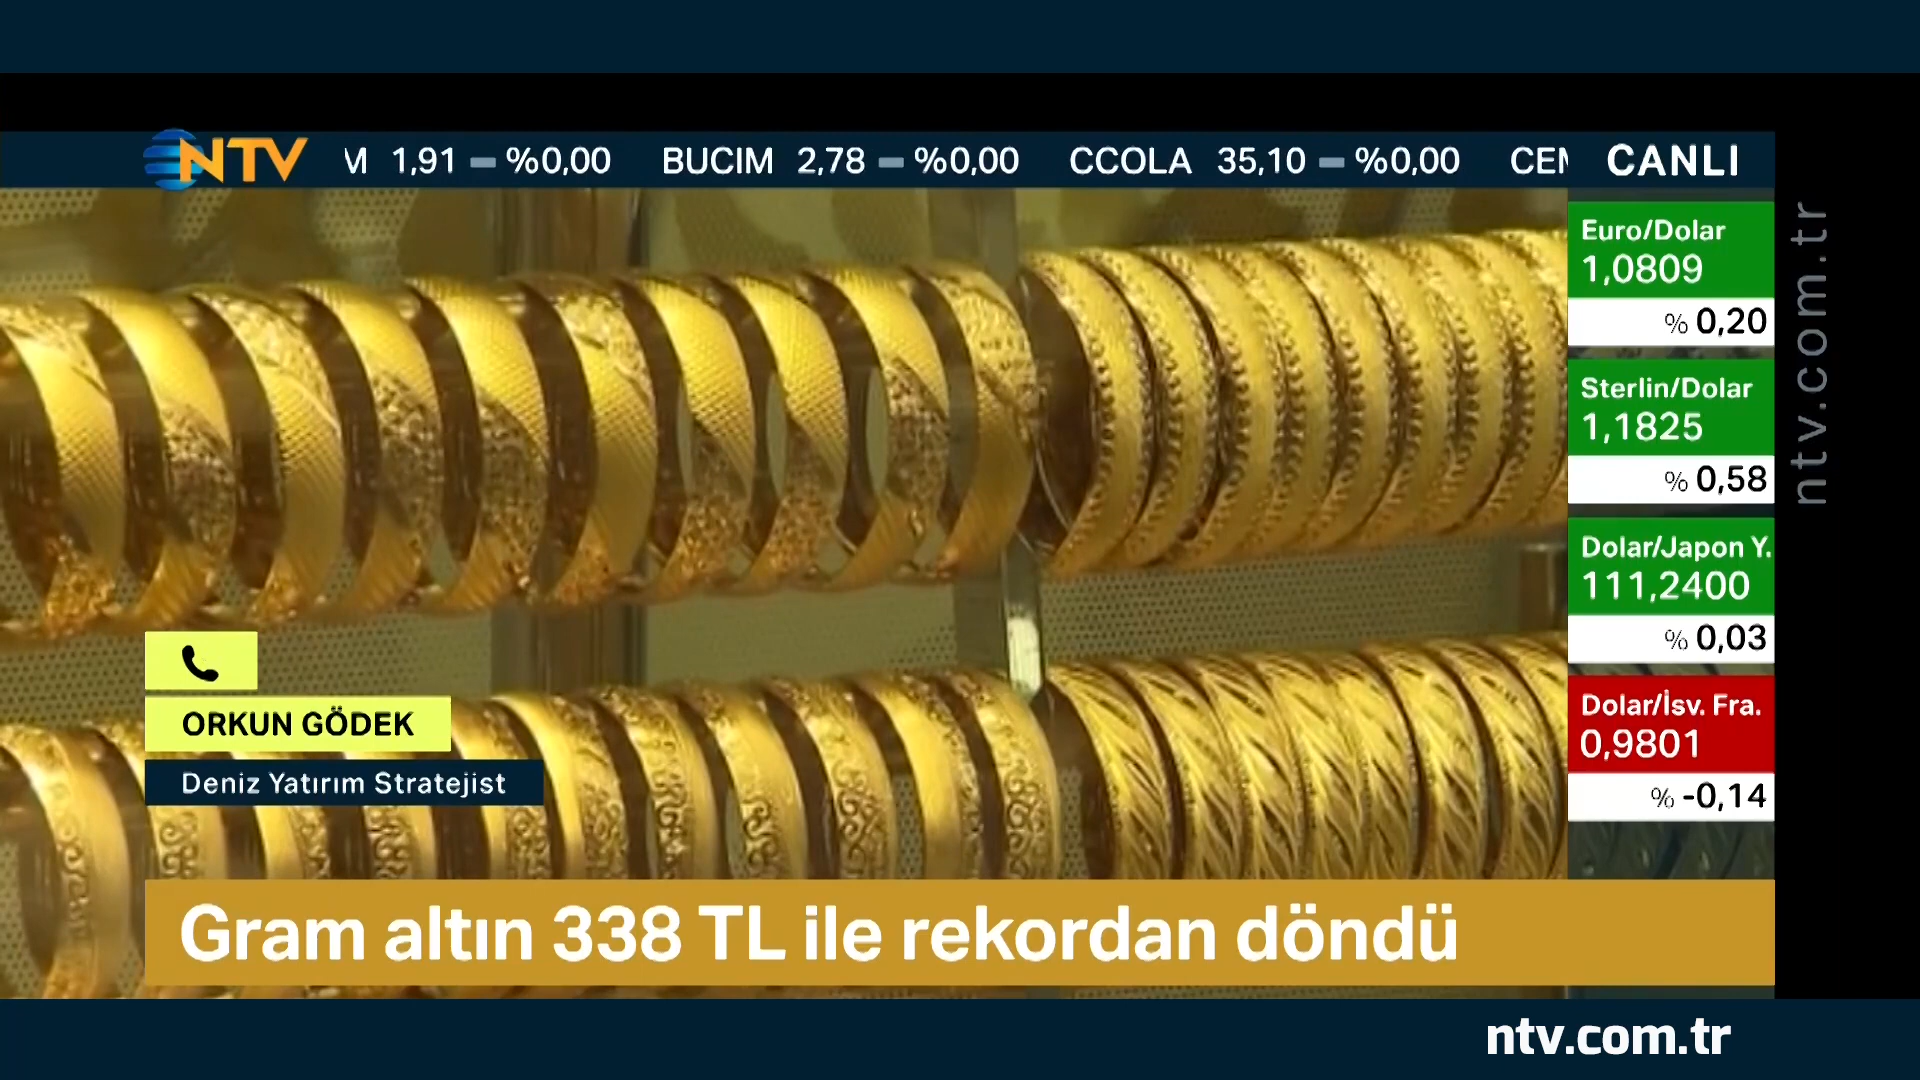 NTV
M 1,91 %0,00 BUCIM 2,78 %0,00 CCOLA 35,10 %0,00 CEM CANLI
Euro/Dolar
1,0809
% 0,20
Sterlin/Dolar
1,1825
% 0,58
Dolar/Japon Y.
111,2400
% 0,03
Dolar/İsv. Fra.
0,9801
% -0,14
ntv.com.tr
ORKUN GÖDEK
Deniz Yatırım Stratejist
Gram altın 338 TL ile rekordan döndü
ntv.com.tr